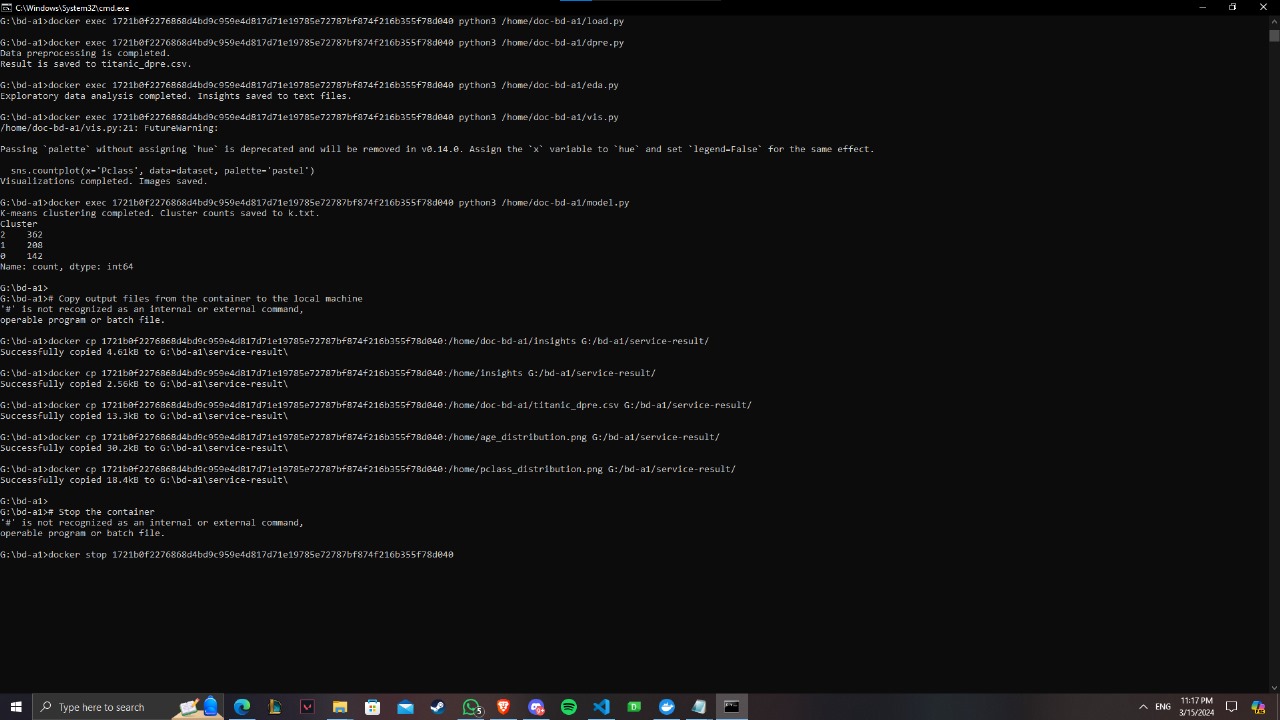 C:\Windows\System32\cmd.exe
G:\bd-a1>docker exec 1721b0f2276868d4bd9c959e4d817d71e19785e72787bf874f216b355f78d040 python3 /home/doc-bd-a1/load.py
G:\bd-a1>docker exec 1721b0f2276868d4bd9c959e4d817d71e19785e72787bf874f216b355f78d040 python3 /home/doc-bd-a1/dpre.py
Data preprocessing is completed.
Result is saved to titanic_dpre.csv.
G:\bd-a1>docker exec 1721b0f2276868d4bd9c959e4d817d71e19785e72787bf874f216b355f78d040 python3 /home/doc-bd-a1/eda.py
Exploratory data analysis completed. Insights saved to text files.
G:\bd-a1>docker exec 1721b0f2276868d4bd9c959e4d817d71e19785e72787bf874f216b355f78d040 python3 /home/doc-bd-a1/vis.py
/home/doc-bd-a1/vis.py:21: FutureWarning:
Passing `palette` without assigning `hue` is deprecated and will be removed in v0.14.0. Assign the `x` variable to `hue` and set `legend=False` for the same effect.
sns.countplot(x='Pclass', data=dataset, palette='pastel')
Visualizations completed. Images saved.
G:\bd-a1>docker exec 1721b0f2276868d4bd9c959e4d817d71e19785e72787bf874f216b355f78d040 python3 /home/doc-bd-a1/model.py
K-means clustering completed. Cluster counts saved to k.txt.
Cluster
2    362
1    208
0    142
Name: count, dtype: int64
G:\bd-a1>
G:\bd-a1># Copy output files from the container to the local machine
'#' is not recognized as an internal or external command,
operable program or batch file.
G:\bd-a1>docker cp 1721b0f2276868d4bd9c959e4d817d71e19785e72787bf874f216b355f78d040:/home/doc-bd-a1/insights G:/bd-a1/service-result/
Successfully copied 4.61kB to G:\bd-a1\service-result\
G:\bd-a1>docker cp 1721b0f2276868d4bd9c959e4d817d71e19785e72787bf874f216b355f78d040:/home/insights G:/bd-a1/service-result/
Successfully copied 2.56kB to G:\bd-a1\service-result\
G:\bd-a1>docker cp 1721b0f2276868d4bd9c959e4d817d71e19785e72787bf874f216b355f78d040:/home/doc-bd-a1/titanic_dpre.csv G:/bd-a1/service-result/
Successfully copied 13.3kB to G:\bd-a1\service-result\
G:\bd-a1>docker cp 1721b0f2276868d4bd9c959e4d817d71e19785e72787bf874f216b355f78d040:/home/age_distribution.png G:/bd-a1/service-result/
Successfully copied 30.2kB to G:\bd-a1\service-result\
G:\bd-a1>docker cp 1721b0f2276868d4bd9c959e4d817d71e19785e72787bf874f216b355f78d040:/home/pclass_distribution.png G:/bd-a1/service-result/
Successfully copied 18.4kB to G:\bd-a1\service-result\
G:\bd-a1>
G:\bd-a1># Stop the container
'#' is not recognized as an internal or external command,
operable program or batch file.
G:\bd-a1>docker stop 1721b0f2276868d4bd9c959e4d817d71e19785e72787bf874f216b355f78d040
Type here to search
5
ENG
11:17 PM
3/15/2024